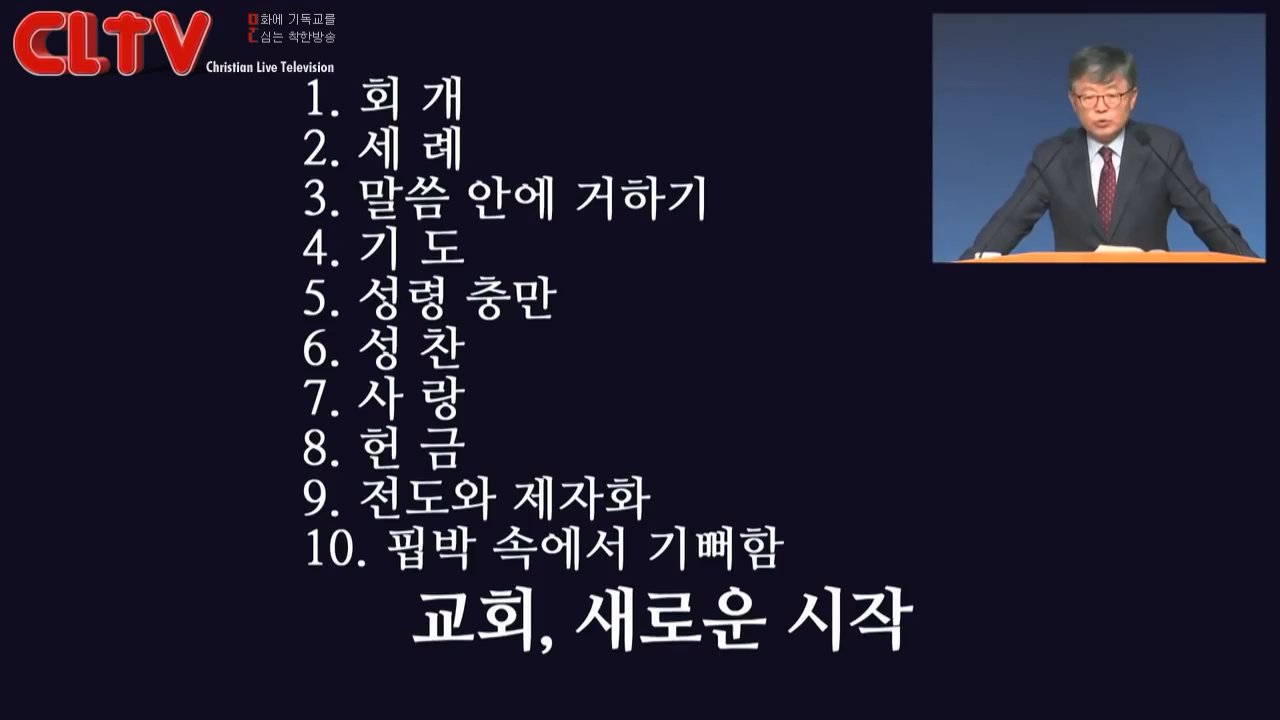 CLTV
문화에 기독교를
심는 착한방송
Christian Live Television
1. 회 개
2. 세 례
3. 말씀 안에 거하기
4. 기 도
5. 성령 충만
6. 성 찬
7. 사 랑
8. 헌 금
9. 전도와 제자화
10. 핍박 속에서 기뻐함
교회, 새로운 시작